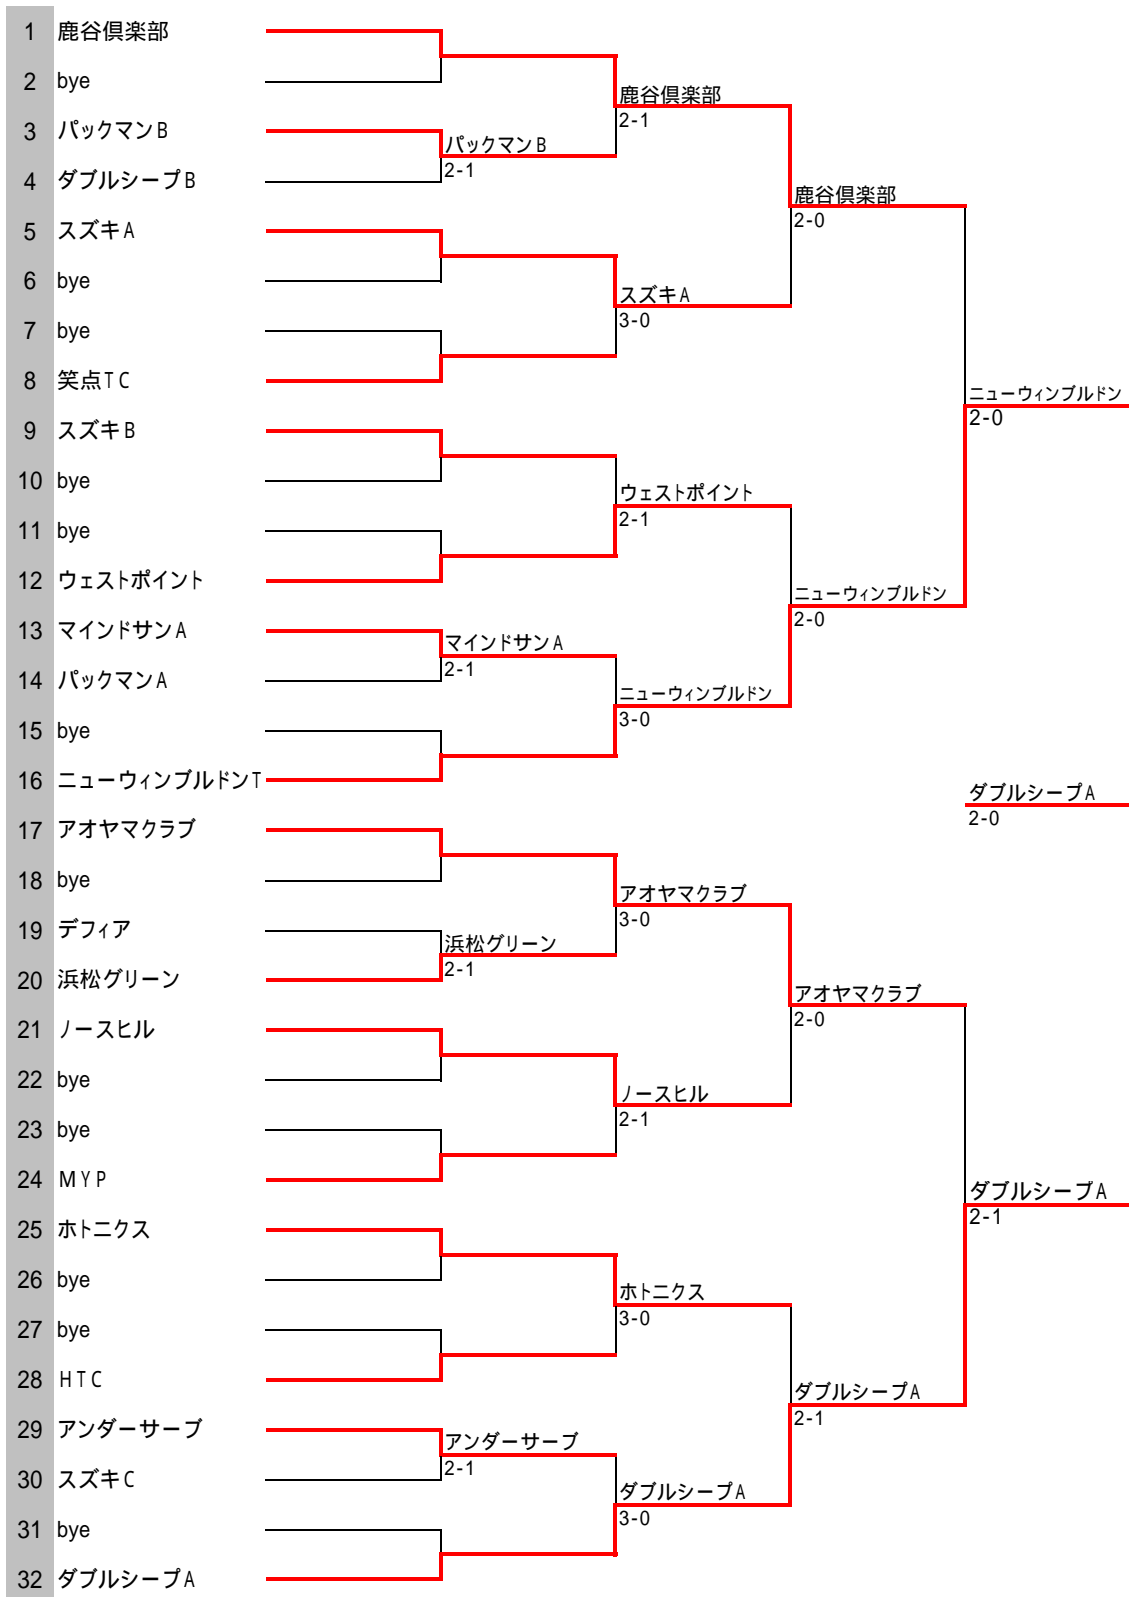 1 鹿谷倶楽部
2 bye
鹿谷倶楽部
2-1
3 パックマンB
パックマンB
2-1
4 ダブルシープB
鹿谷倶楽部
2-0
5 スズキA
6 bye
スズキA
3-0
7 bye
8 笑点TC
ニューウィンブルドン
2-0
9 スズキB
10 bye
ウェストポイント
2-1
11 bye
12 ウェストポイント
ニューウィンブルドン
2-0
13 マインドサンA
マインドサンA
2-1
14 パックマンA
ニューウィンブルドン
3-0
15 bye
16 ニューウィンブルドンT
ダブルシープA
2-0
17 アオヤマクラブ
18 bye
アオヤマクラブ
3-0
19 デフィア
浜松グリーン
2-1
20 浜松グリーン
アオヤマクラブ
2-0
21 ノースヒル
22 bye
ノースヒル
2-1
23 bye
24 MYP
ダブルシープA
2-1
25 ホトニクス
26 bye
ホトニクス
3-0
27 bye
28 HTC
ダブルシープA
2-1
29 アンダーサーブ
アンダーサーブ
2-1
30 スズキC
ダブルシープA
3-0
31 bye
32 ダブルシープA